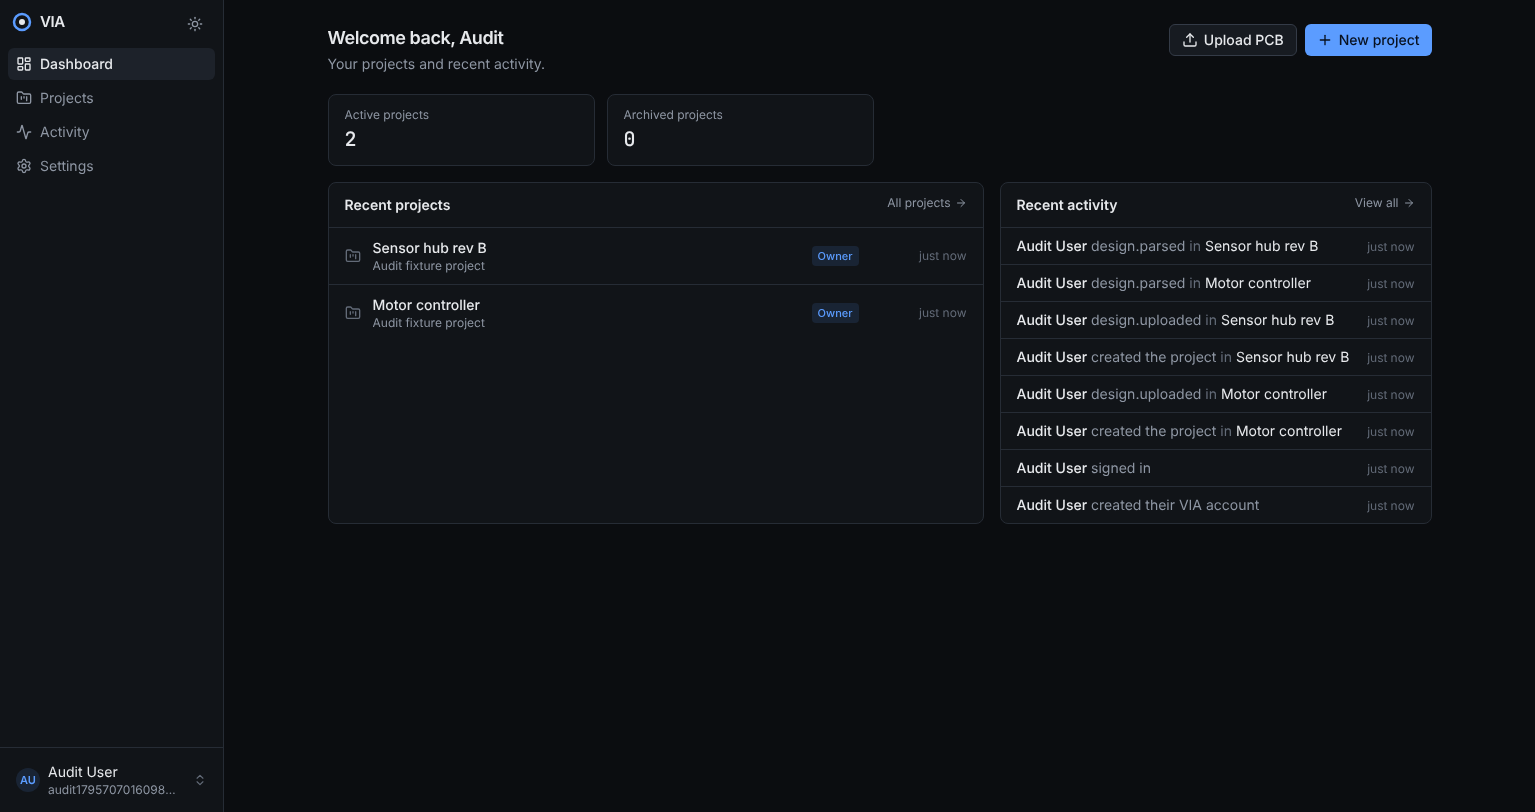 VIA
Dashboard
Projects
Activity
Settings
Welcome back, Audit
Your projects and recent activity.
Upload PCB
New project
Active projects
2
Archived projects
0
Recent projects
All projects →
Sensor hub rev B
Audit fixture project
Owner
just now
Motor controller
Audit fixture project
Owner
just now
Recent activity
View all →
Audit User design.parsed in Sensor hub rev B just now
Audit User design.parsed in Motor controller just now
Audit User design.uploaded in Sensor hub rev B just now
Audit User created the project in Sensor hub rev B just now
Audit User design.uploaded in Motor controller just now
Audit User created the project in Motor controller just now
Audit User signed in just now
Audit User created their VIA account just now
AU
Audit User
audit1795707016098...